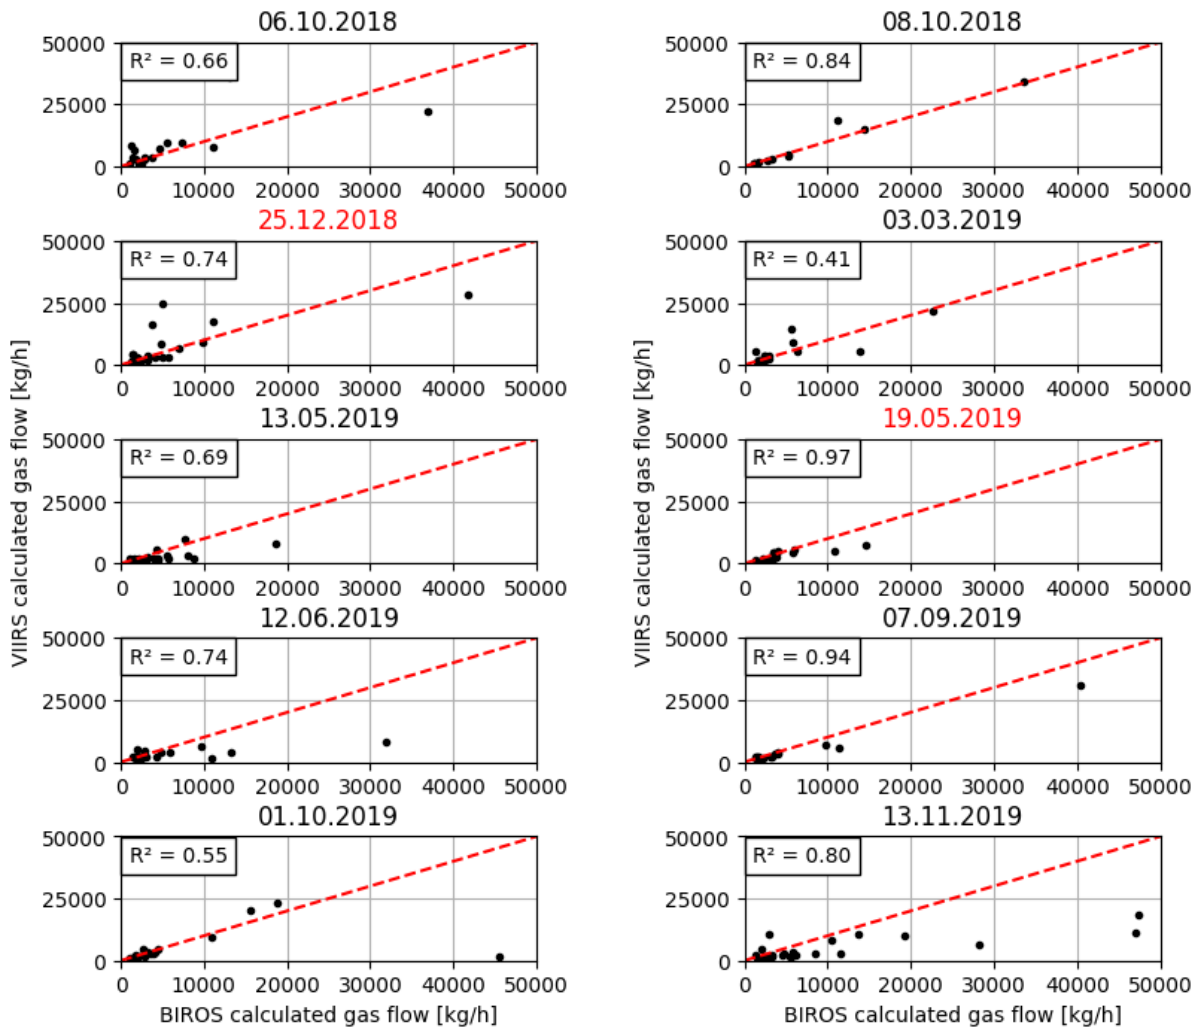 06.10.2018
50000
25000
0
R² = 0.66
0 10000 20000 30000 40000 50000
08.10.2018
50000
25000
0
R² = 0.84
0 10000 20000 30000 40000 50000
25.12.2018
50000
25000
0
R² = 0.74
0 10000 20000 30000 40000 50000
03.03.2019
50000
25000
0
R² = 0.41
0 10000 20000 30000 40000 50000
VIIRS calculated gas flow [kg/h]
13.05.2019
50000
25000
0
R² = 0.69
0 10000 20000 30000 40000 50000
VIIRS calculated gas flow [kg/h]
19.05.2019
50000
25000
0
R² = 0.97
0 10000 20000 30000 40000 50000
12.06.2019
50000
25000
0
R² = 0.74
0 10000 20000 30000 40000 50000
07.09.2019
50000
25000
0
R² = 0.94
0 10000 20000 30000 40000 50000
01.10.2019
50000
25000
0
R² = 0.55
0 10000 20000 30000 40000 50000
BIROS calculated gas flow [kg/h]
13.11.2019
50000
25000
0
R² = 0.80
0 10000 20000 30000 40000 50000
BIROS calculated gas flow [kg/h]